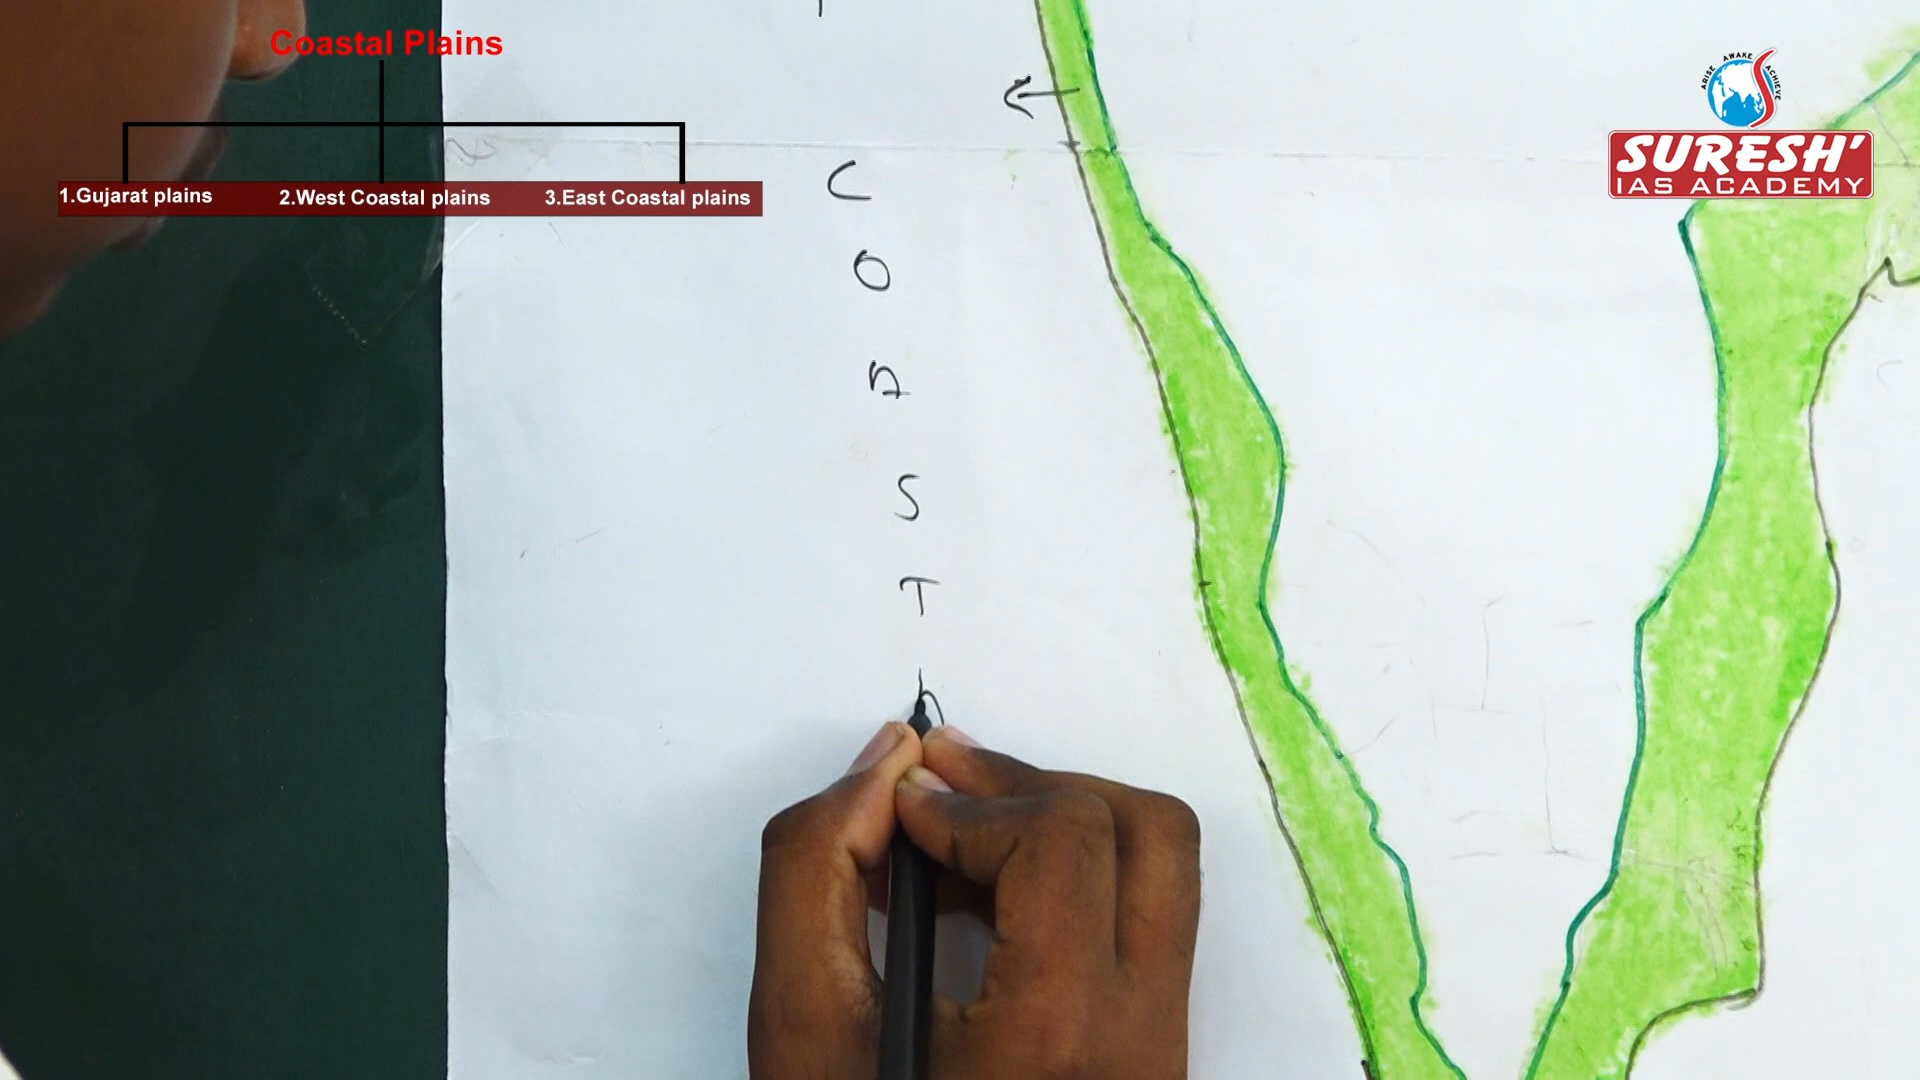 Coastal Plains
1.Gujarat plains
2.West Coastal plains
3.East Coastal plains
ARISE AWAKE ACHIEVE
SURESH'
IAS ACADEMY
C
O
A
S
T